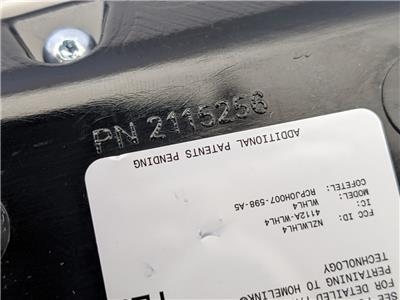 PN 2115256
ADDITIONAL PATENTS PENDING
COFETEL: RCPJOH007-598-A5
MODEL: WLHL4
IC: 4112A-WLHL4
FCC ID: NZLWLHL4
SEE
FOR DETAILED
PERTAINING TO HOMELINK®
TECHNOLOGY